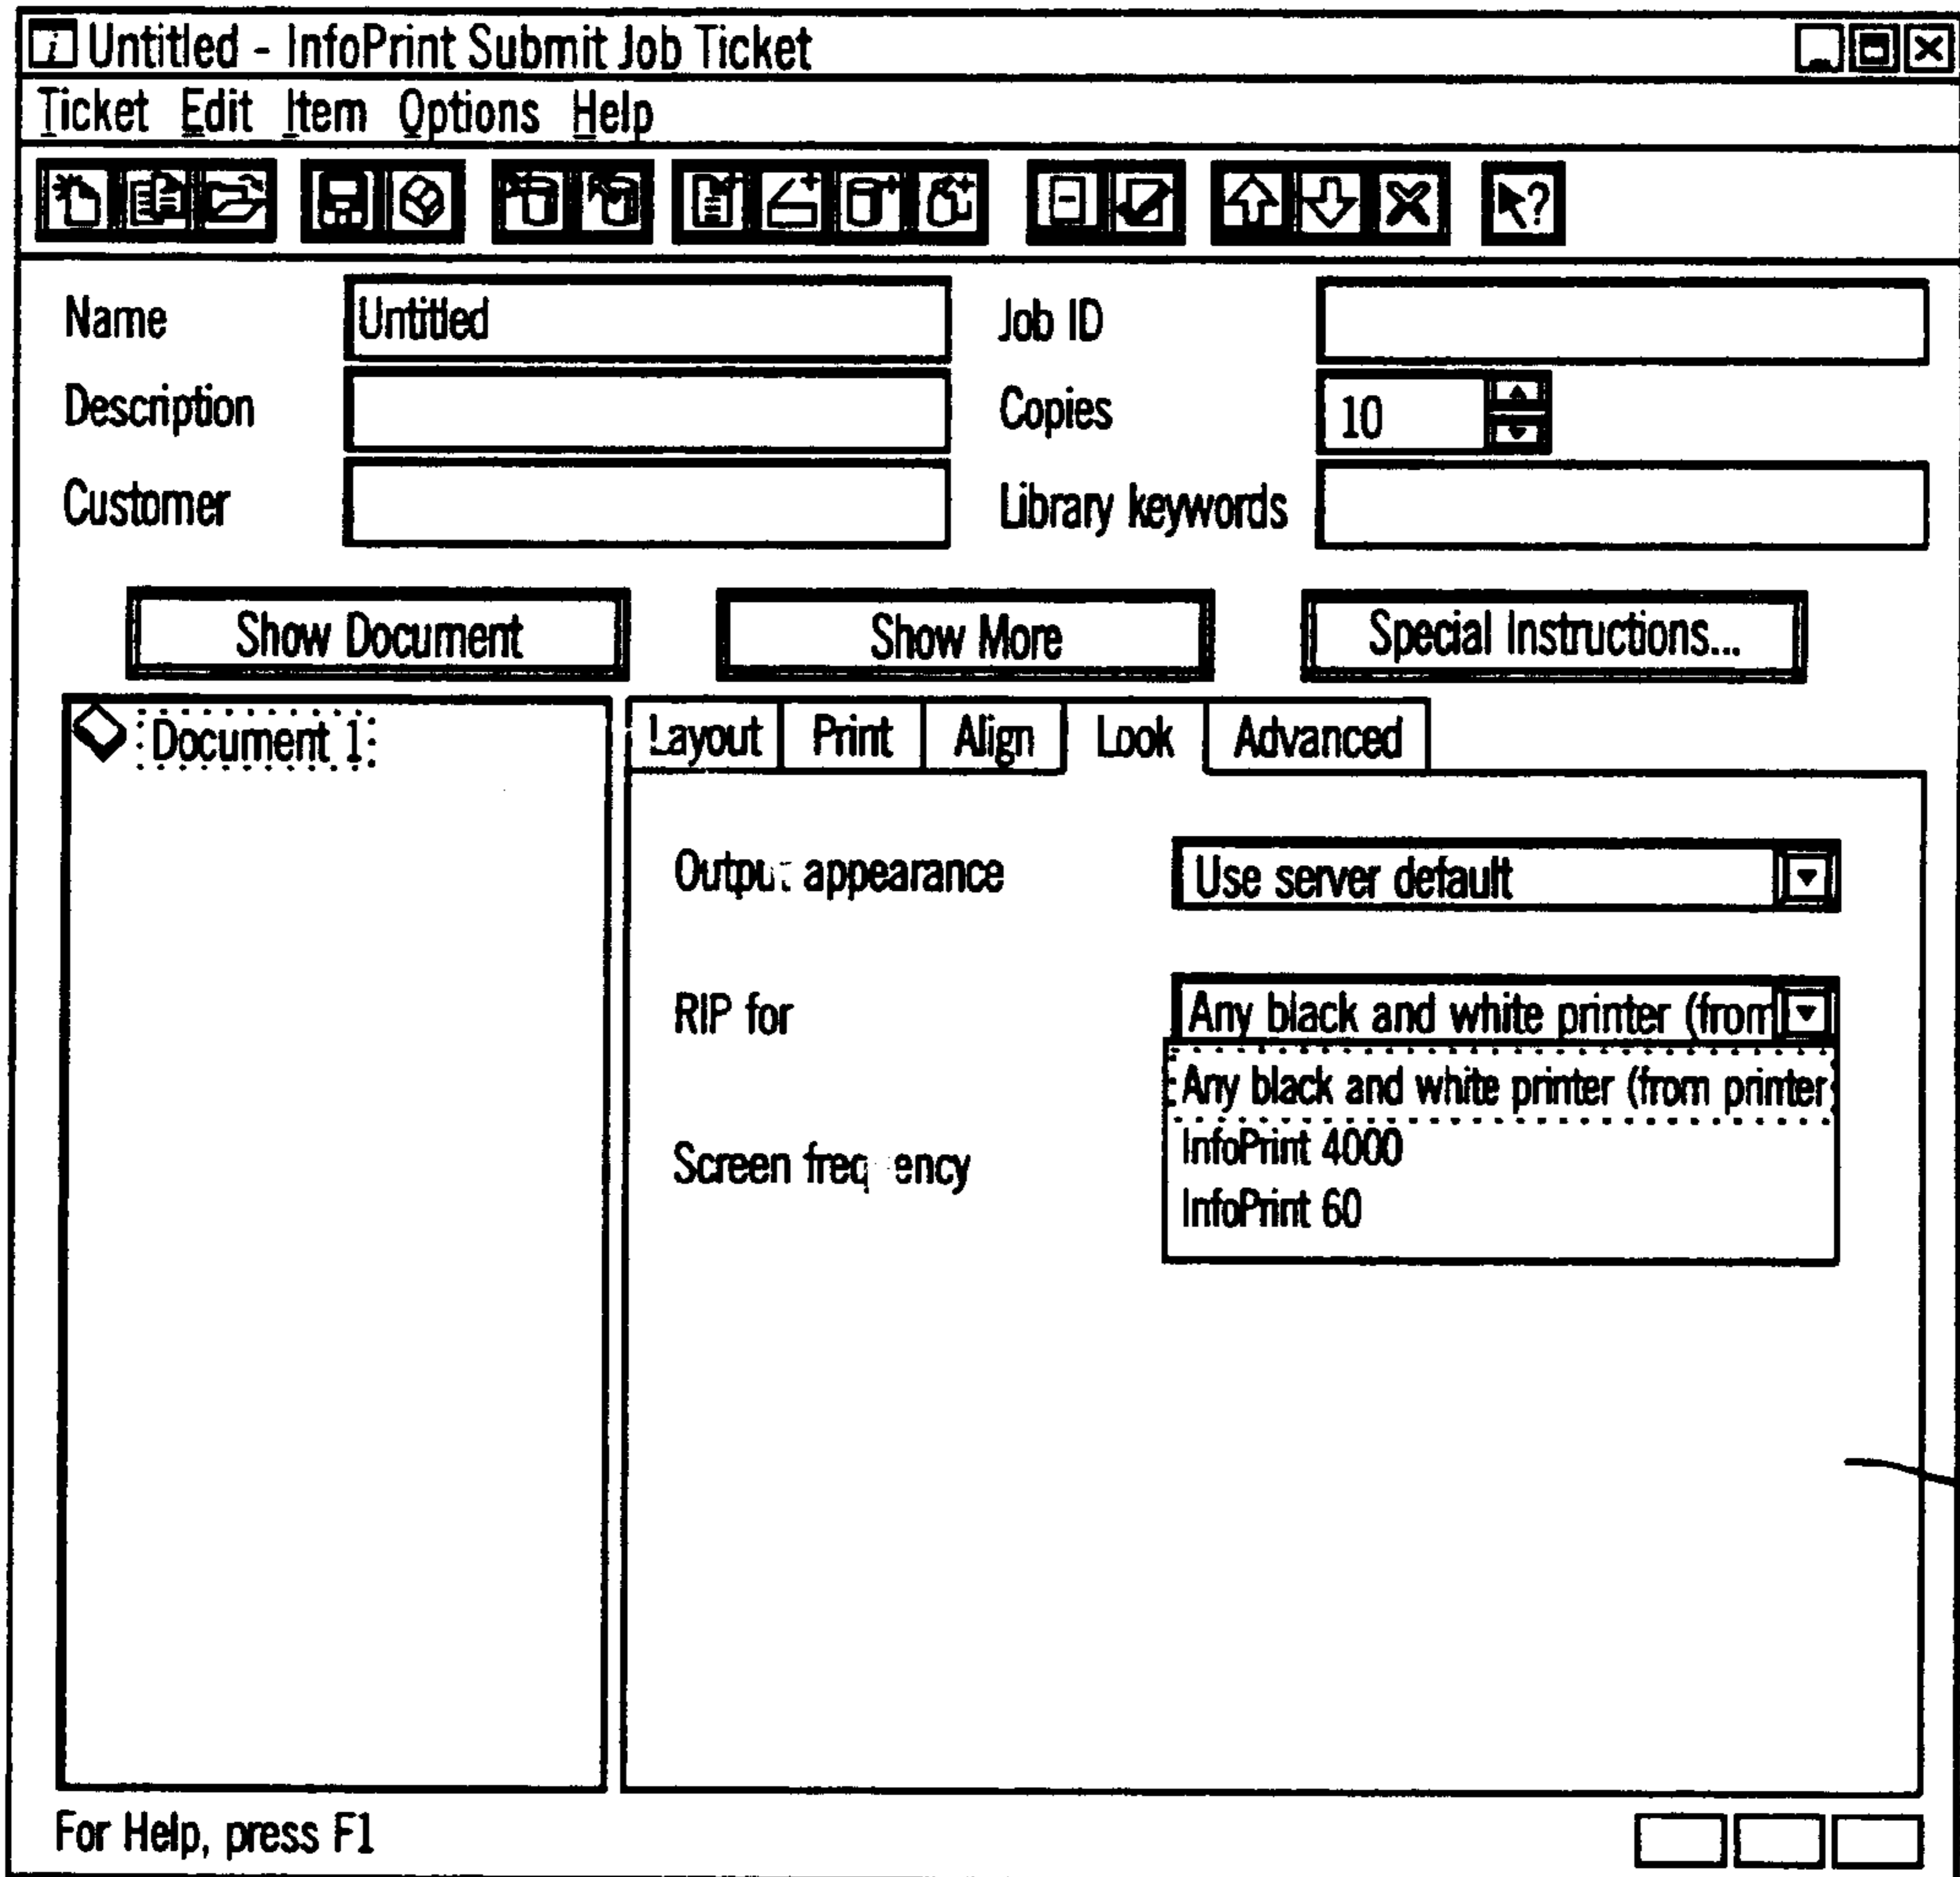 Untitled - InfoPrint Submit Job Ticket
Ticket Edit Item Options Help
Name Untitled Job ID
Description Copies 10
Customer Library keywords
Show Document Show More Special Instructions...
Document 1 Layout Print Align Look Advanced
Output appearance Use server default
RIP for Any black and white printer (from
Any black and white printer (from printer
Screen freq ency InfoPrint 4000
InfoPrint 60
For Help, press F1